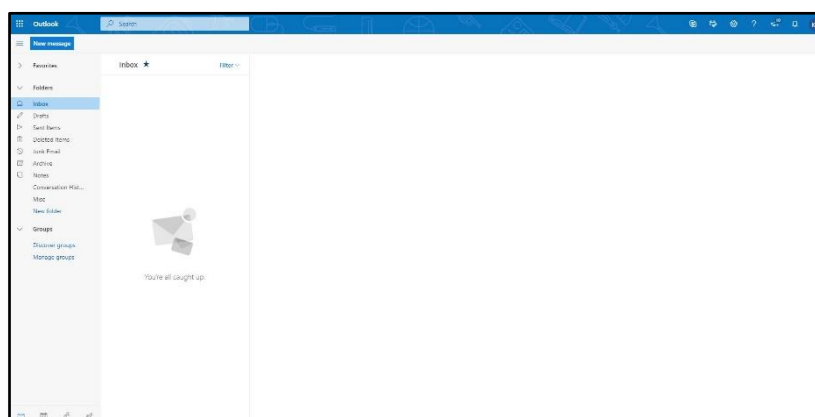 Outlook
Search
?
New message
Favorites
Inbox ★
Filter
Folders
Inbox
Drafts
Sent Items
Deleted Items
Junk Email
Archive
Notes
Conversation Hist...
Misc
New folder
Groups
Discover groups
Manage groups
You're all caught up.